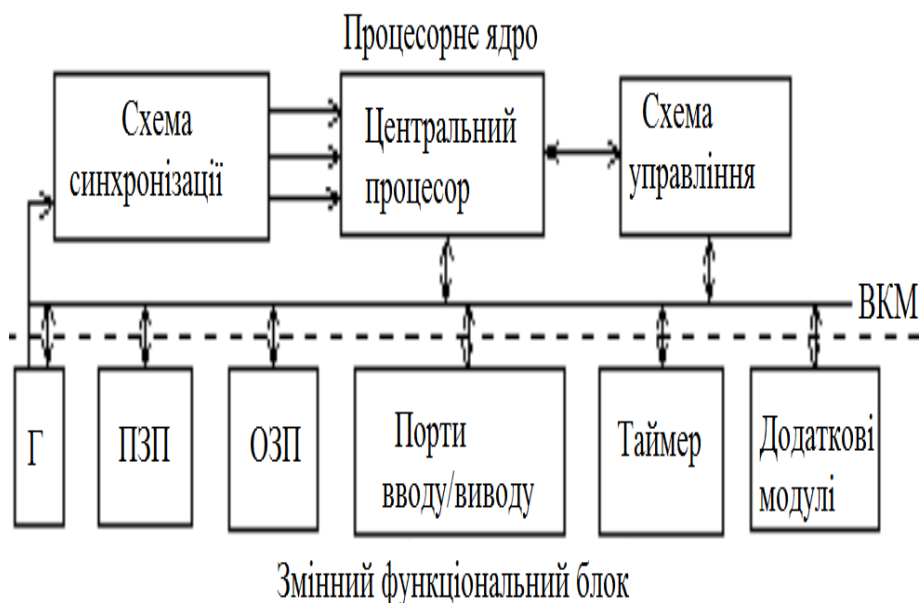 Процесорне ядро
Схема
синхронізації
Центральний
процесор
Схема
управління
ВКМ
Г
ПЗП
ОЗП
Порти
вводу/виводу
Таймер
Додаткові
модулі
Змінний функціональний блок